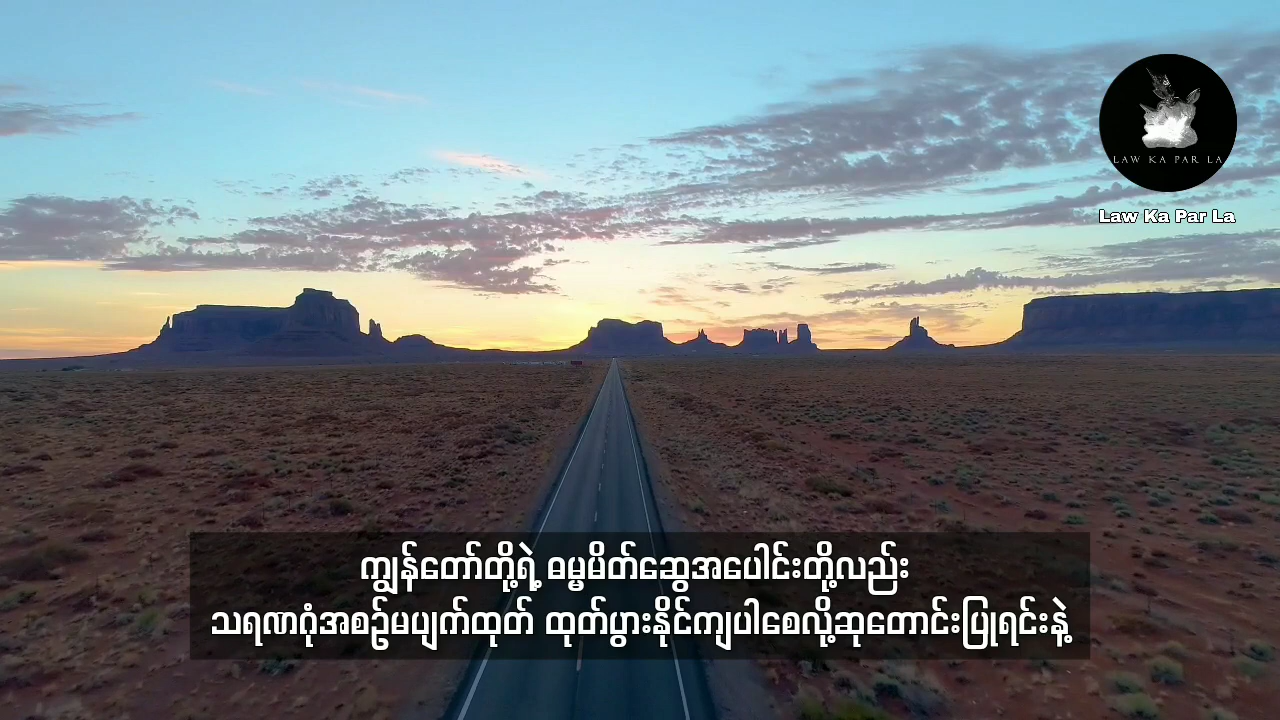 LAW KA PAR LA
Law Ka Par La
ကျွန်တော်တို့ရဲ့ ဓမ္မမိတ်ဆွေအပေါင်းတို့လည်း
သရဏဂုံအစဉ်မပျက်ထုတ် ထုတ်ပွားနိုင်ကျပါစေလို့ဆုတောင်းပြုရင်းနဲ့